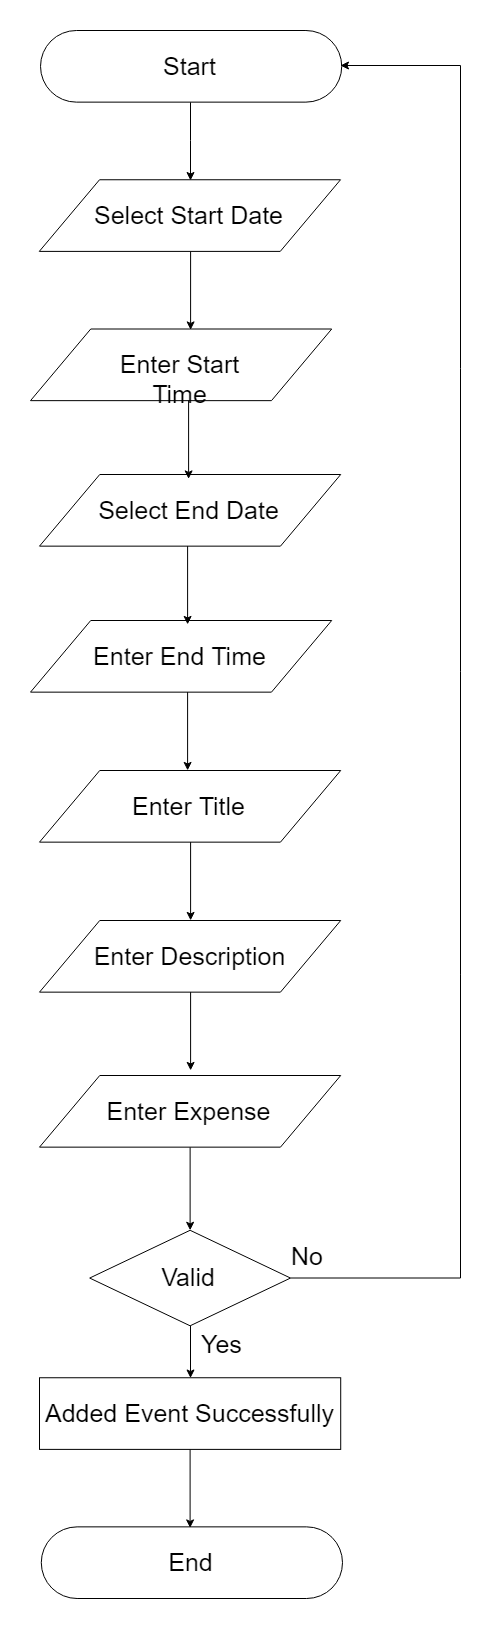 Start
Select Start Date
Enter Start
Time
Select End Date
Enter End Time
Enter Title
Enter Description
Enter Expense
Valid
No
Yes
Added Event Successfully
End